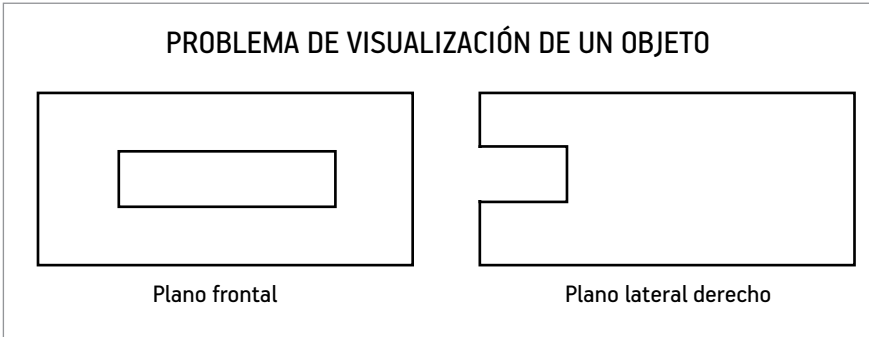 PROBLEMA DE VISUALIZACIÓN DE UN OBJETO
Plano frontal
Plano lateral derecho